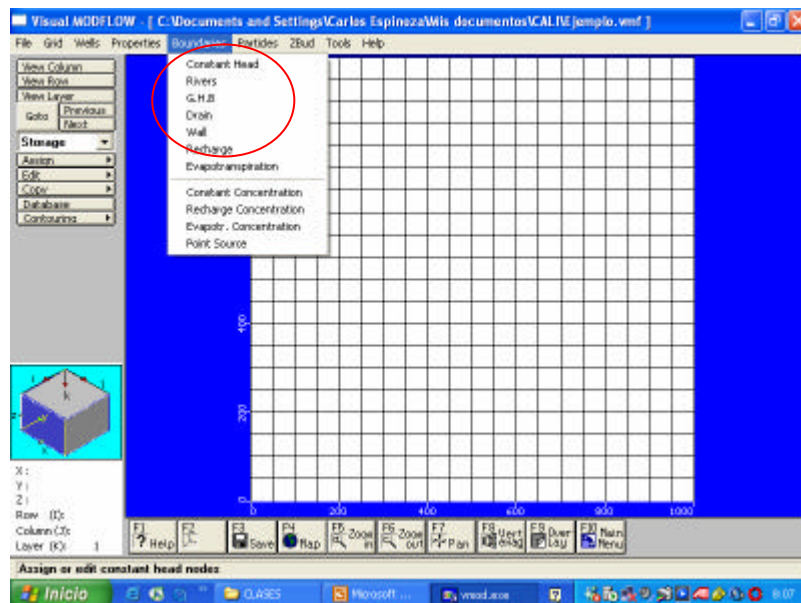 Visual MODFLOW - [ C:\Documents and Settings\Carlos Espinoza\Mis documentos\CALI\Ejemplo.vmf ]
File Grid Wells Properties Boundaries Particles ZBud Tools Help
View Column
View Row
View Layer
Goto Previous
Next
Storage
Assign
Edit
Copy
Database
Contouring
Constant Head
Rivers
G.H.B
Drain
Wall
Recharge
Evapotranspiration
Constant Concentration
Recharge Concentration
Evapotr. Concentration
Point Source
400
200
0
0 200 400 600 800 1000
k
X :
Y :
Z :
Row (I):
Column (J):
Layer (K): 1
F1 ? Help
F2
F3 Save
F4 Map
F5 Zoom in
F6 Zoom out
F7 Pan
F8 Vert exag
F9 Over Lay
F10 Main Menu
Assign or edit constant head nodes
Inicio
CLASES
Microsoft ...
vmod.exe
8:07